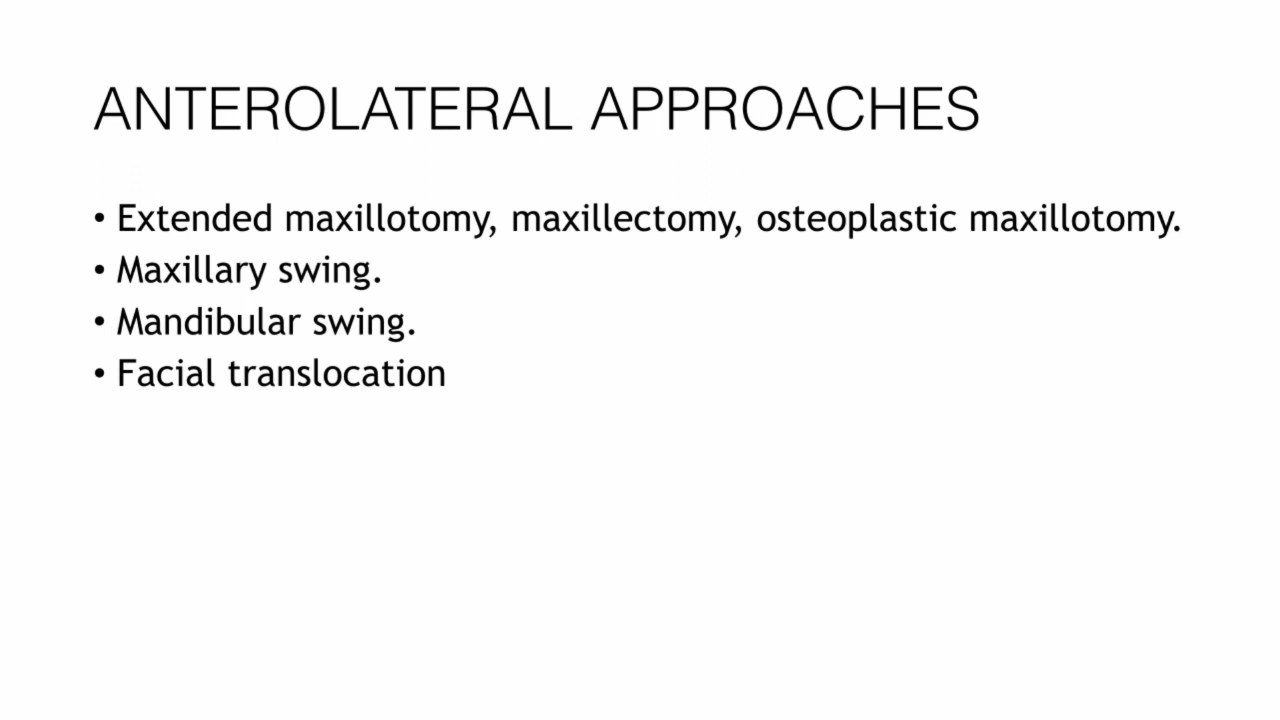 ANTEROLATERAL APPROACHES
• Extended maxillotomy, maxillectomy, osteoplastic maxillotomy.
• Maxillary swing.
• Mandibular swing.
• Facial translocation